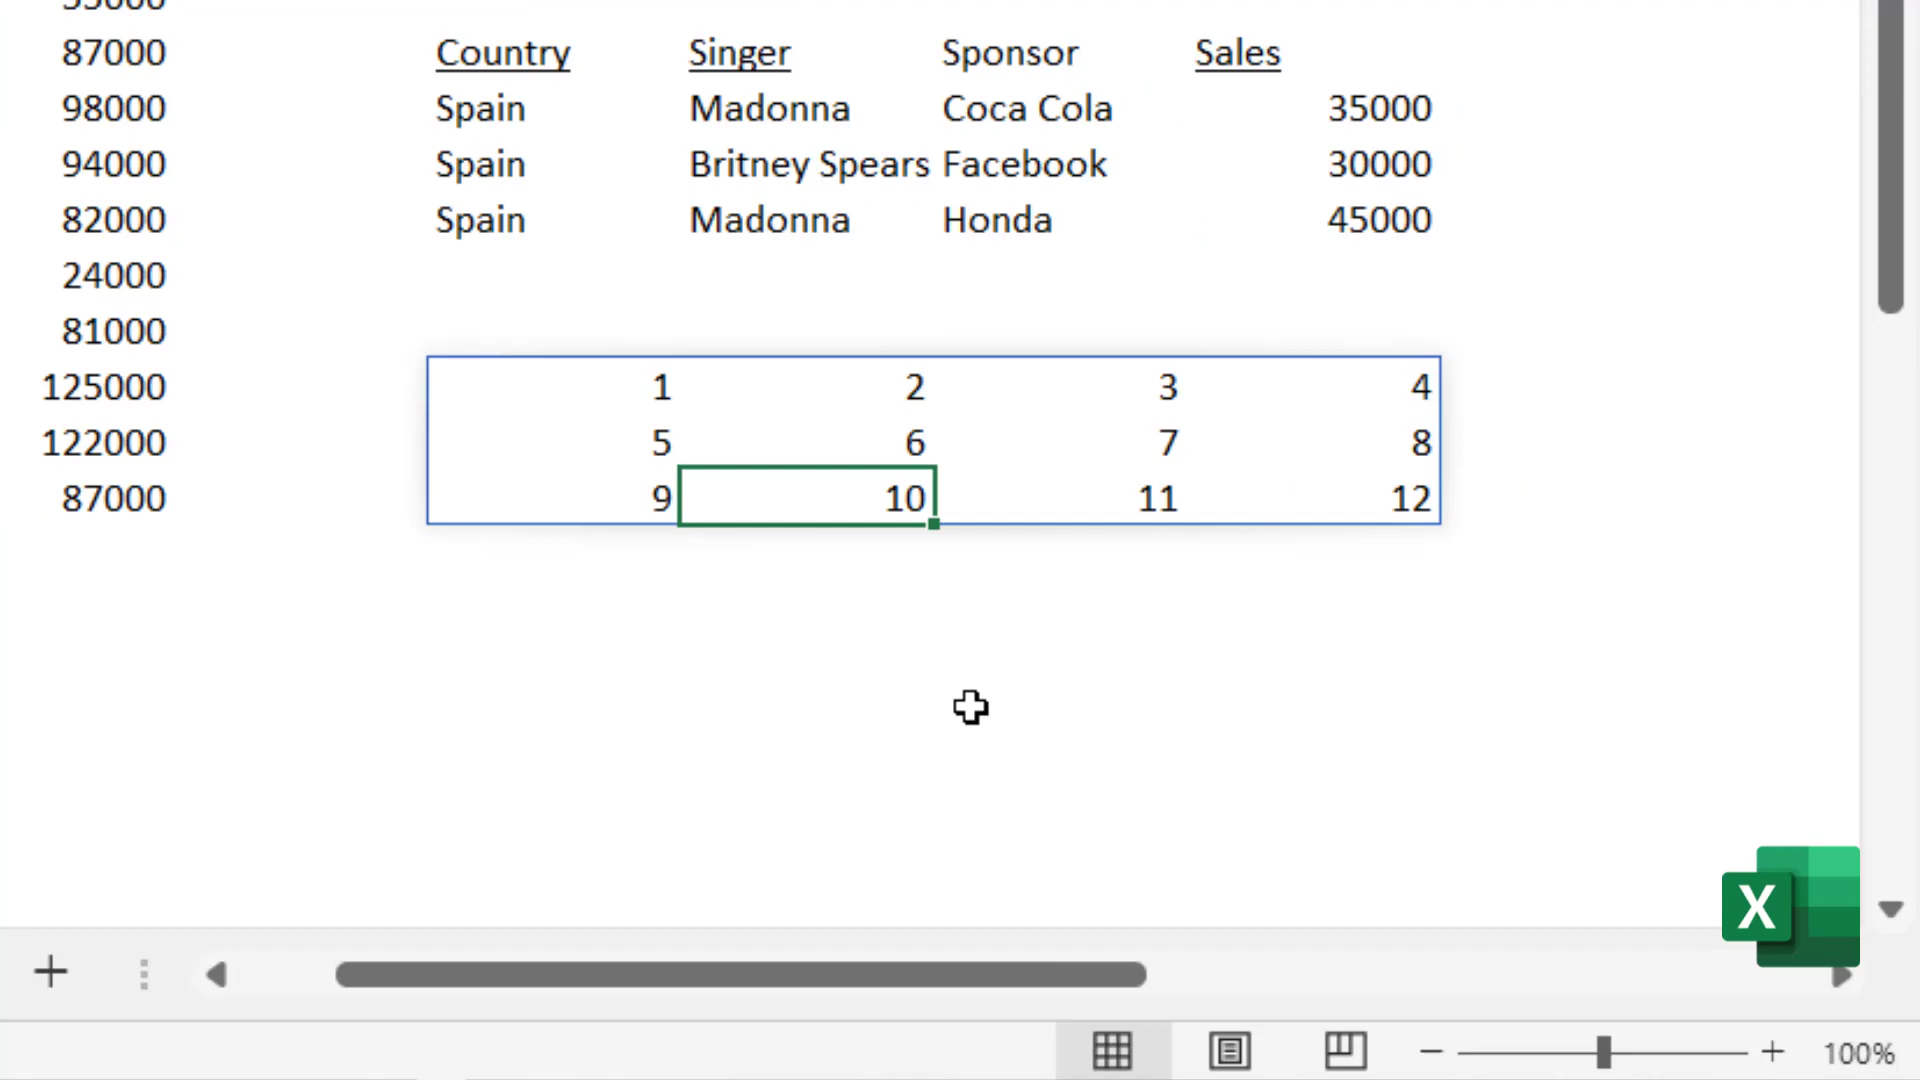 87000 Country Singer Sponsor Sales
98000 Spain Madonna Coca Cola 35000
94000 Spain Britney Spears Facebook 30000
82000 Spain Madonna Honda 45000
24000
81000
125000 1 2 3 4
122000 5 6 7 8
87000 9 10 11 12
X
100%